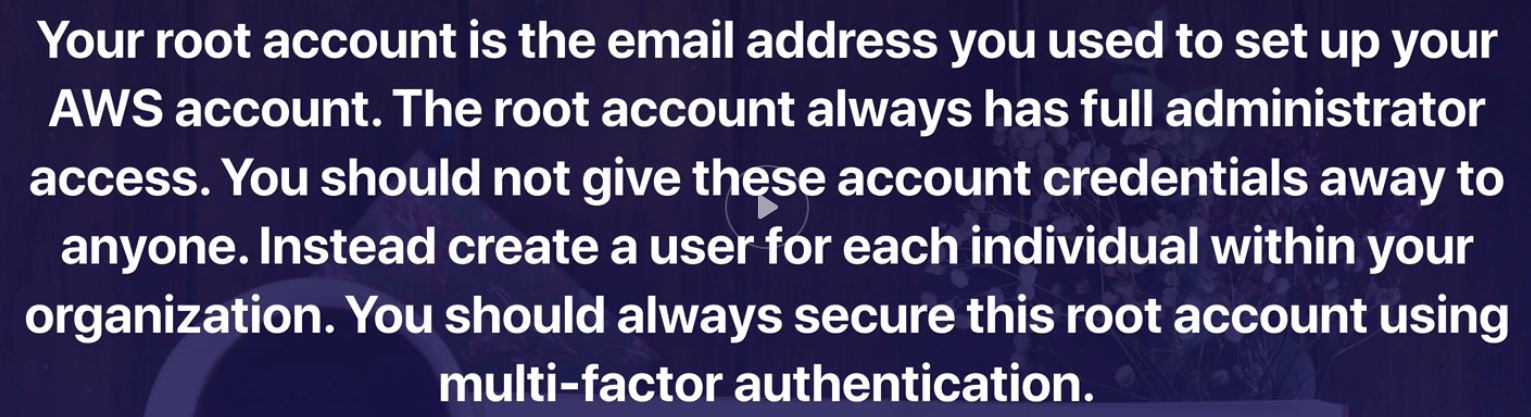 Your root account is the email address you used to set up your
AWS account. The root account always has full administrator
access. You should not give these account credentials away to
anyone. Instead create a user for each individual within your
organization. You should always secure this root account using
multi-factor authentication.